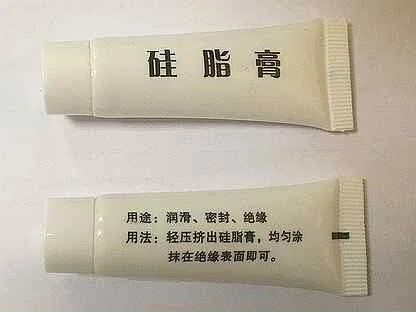 硅脂膏
用途：润滑、密封、绝缘
用法：轻压挤出硅脂膏，均匀涂
抹在绝缘表面即可。